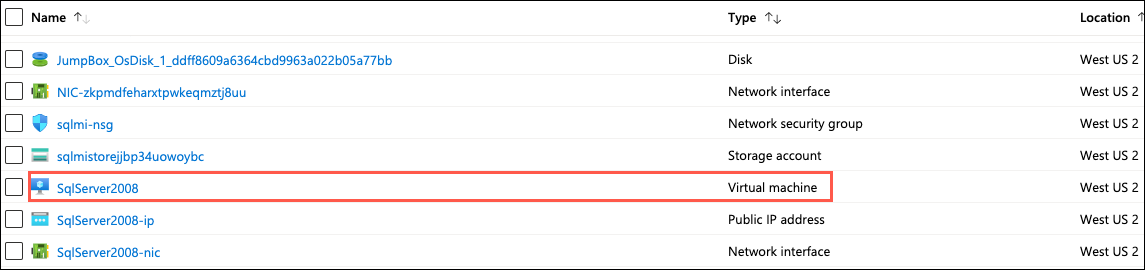 Name ↑↓ Type ↑↓ Location ↑
JumpBox_OsDisk_1_ddff8609a6364cbd9963a022b05a77bb Disk West US 2
NIC-zkpmdfeharxtpwkeqmztj8uu Network interface West US 2
sqlmi-nsg Network security group West US 2
sqlmistorejjbp34uowoybc Storage account West US 2
SqlServer2008 Virtual machine West US 2
SqlServer2008-ip Public IP address West US 2
SqlServer2008-nic Network interface West US 2